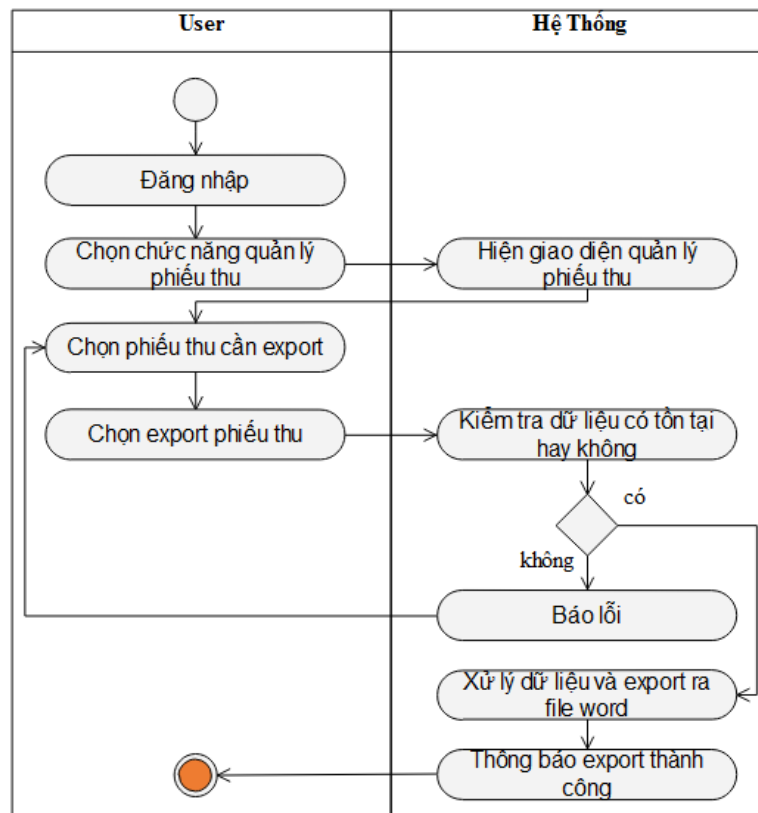 User
Hệ Thống
Đăng nhập
Chọn chức năng quản lý
phiếu thu
Hiện giao diện quản lý
phiếu thu
Chọn phiếu thu cần export
Chọn export phiếu thu
Kiểm tra dữ liệu có tồn tại
hay không
có
không
Báo lỗi
Xử lý dữ liệu và export ra
file word
Thông báo export thành
công